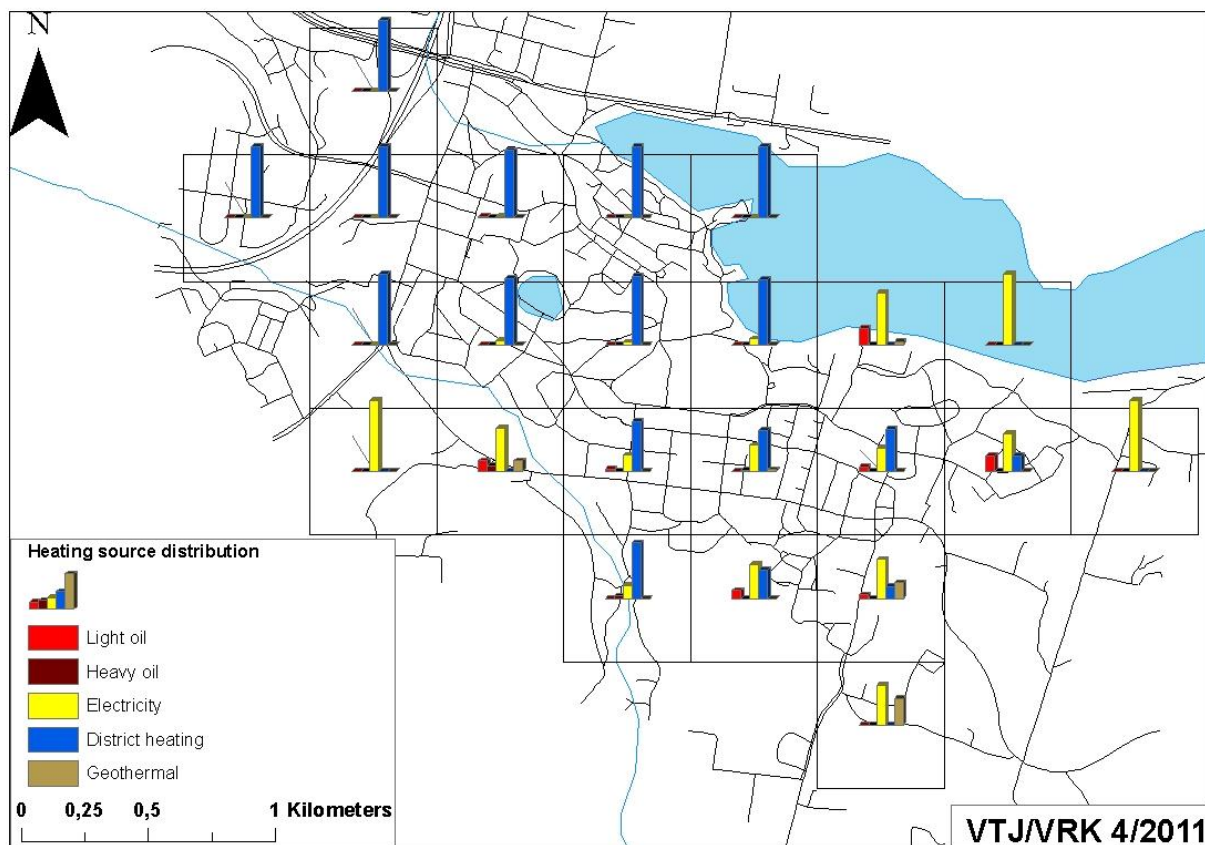 N
Heating source distribution
Light oil
Heavy oil
Electricity
District heating
Geothermal
0 0,25 0,5 1 Kilometers
VTJ/VRK 4/2011